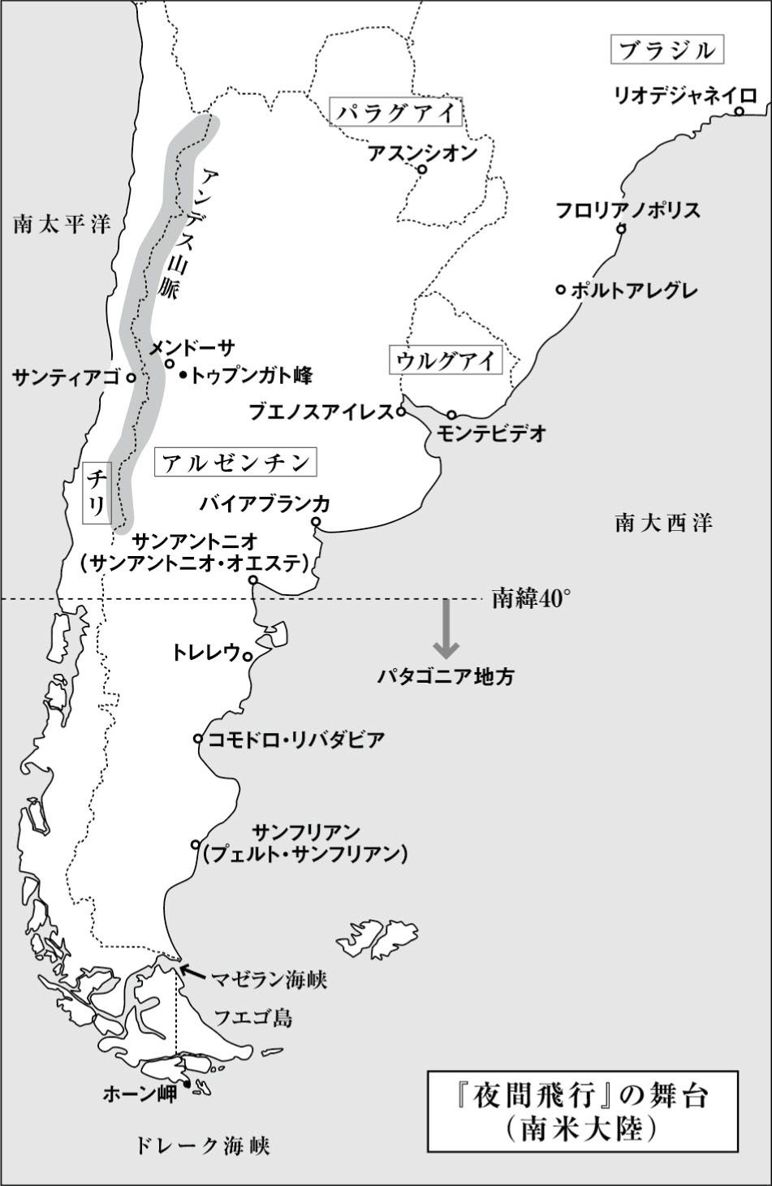 ブラジル
リオデジャネイロ
パラグアイ
アスンシオン
アンデス山脈
南太平洋
フロリアノポリス
ポルトアレグレ
メンドーサ
サンティアゴ
トゥプンガト峰
ウルグアイ
ブエノスアイレス
モンテビデオ
アルゼンチン
チリ
バイアブランカ
南大西洋
サンアントニオ
(サンアントニオ・オエステ)
南緯40°
トレレウ
パタゴニア地方
コモドロ・リバダビア
サンフリアン
(プェルト・サンフリアン)
マゼラン海峡
フエゴ島
ホーン岬
ドレーク海峡
『夜間飛行』の舞台
(南米大陸)